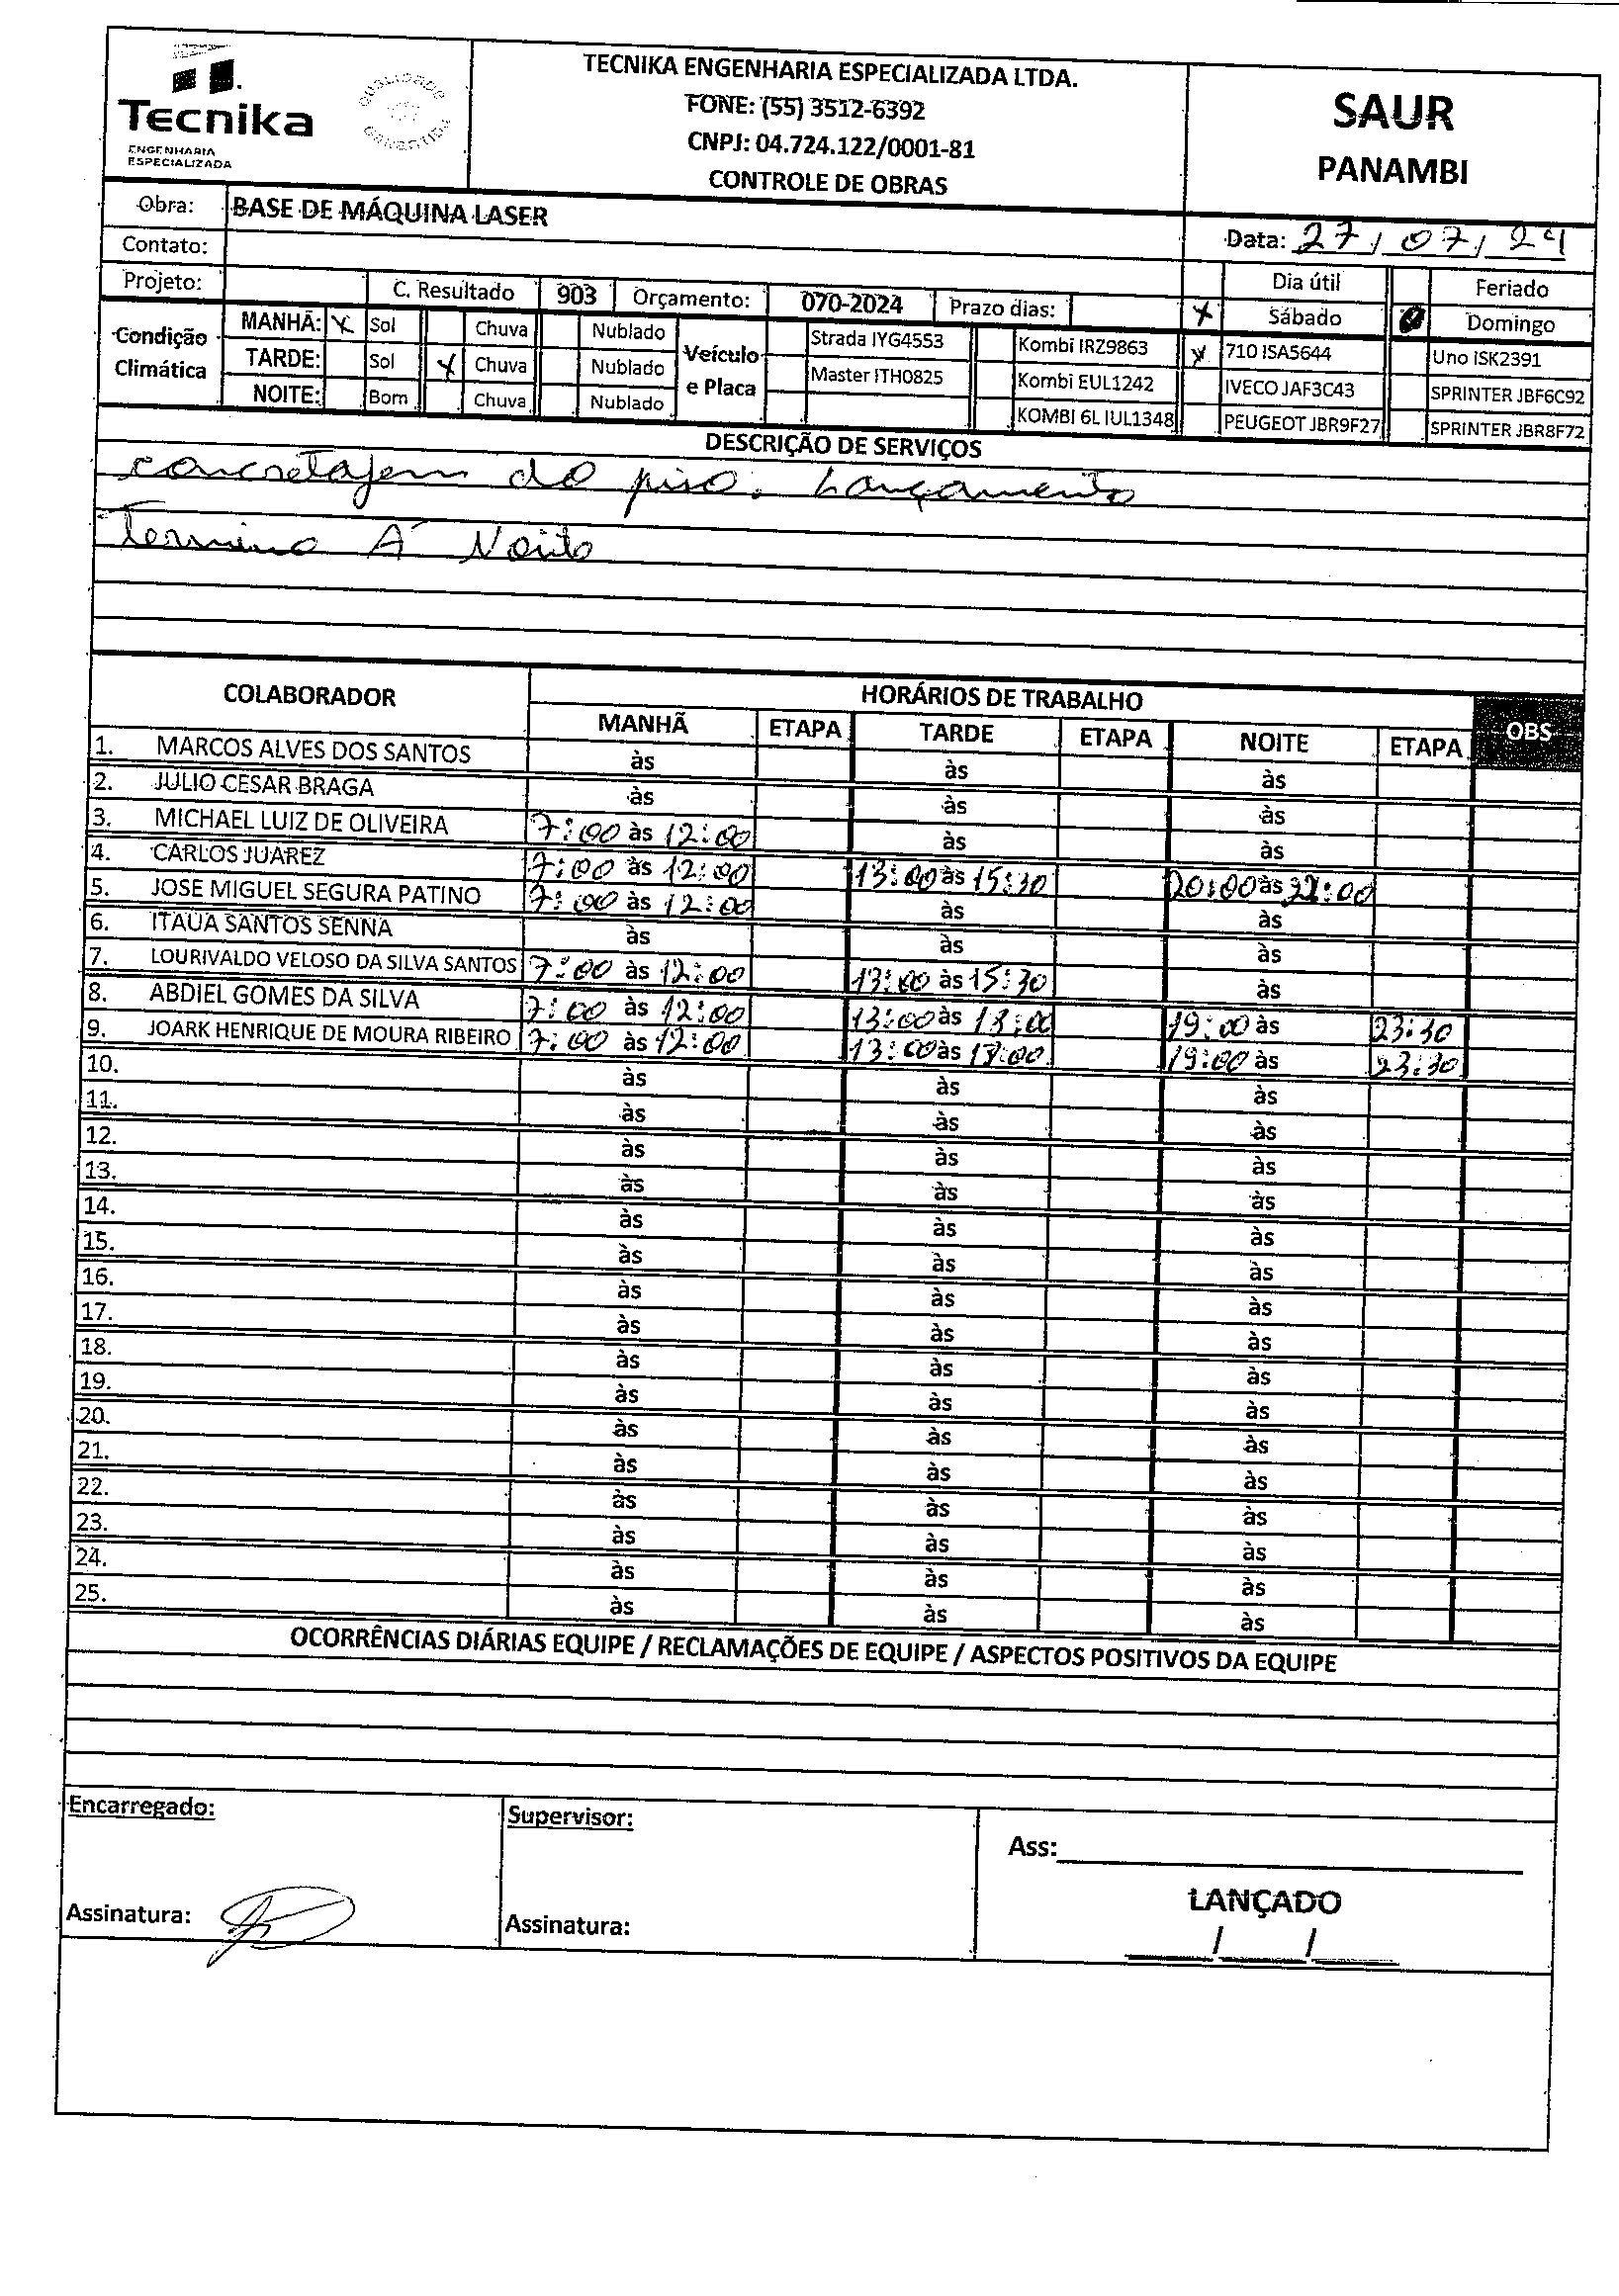 Tecnika
ENGENHARIA
ESPECIALIZADA
QUALIDADE
GARANTIDA
TECNIKA ENGENHARIA ESPECIALIZADA LTDA.
FONE: (55) 3512-6392
CNPJ: 04.724.122/0001-81
CONTROLE DE OBRAS
SAUR
PANAMBI
Obra: BASE DE MÁQUINA LASER
Data: 27/07/24
Contato:
Projeto: C. Resultado 903 Orçamento: 070-2024 Prazo dias: Dia útil Feriado
X Sábado Domingo
Condição Climática
MANHÃ: X Sol Chuva Nublado
TARDE: Sol X Chuva Nublado
NOITE: Bom Chuva Nublado
Veículo e Placa
Strada IYG4553 Kombi IRZ9863 X 710 ISA5644 Uno ISK2391
Master ITH0825 Kombi EUL1242 IVECO JAF3C43 SPRINTER JBF6C92
KOMBI 6L IUL1348 PEUGEOT JBR9F27 SPRINTER JBR8F72
DESCRIÇÃO DE SERVIÇOS
concretajem do piso. Lançamento
Termino A Noite
COLABORADOR HORÁRIOS DE TRABALHO OBS
MANHÃ ETAPA TARDE ETAPA NOITE ETAPA
1. MARCOS ALVES DOS SANTOS às às às
2. JULIO CESAR BRAGA às às às
3. MICHAEL LUIZ DE OLIVEIRA 7:00 às 12:00 às às
4. CARLOS JUAREZ 7:00 às 12:00 13:00 às 15:30 20:00 às 22:00
5. JOSE MIGUEL SEGURA PATINO 7:00 às 12:00 às às
6. ITAUA SANTOS SENNA às às às
7. LOURIVALDO VELOSO DA SILVA SANTOS 7:00 às 12:00 13:00 às 15:30 às
8. ABDIEL GOMES DA SILVA 7:00 às 12:00 13:00 às 18:00 19:00 às 23:30
9. JOARK HENRIQUE DE MOURA RIBEIRO 7:00 às 12:00 13:00 às 18:00 19:00 às 23:30
10. às às às
11. às às às
12. às às às
13. às às às
14. às às às
15. às às às
16. às às às
17. às às às
18. às às às
19. às às às
20. às às às
21. às às às
22. às às às
23. às às às
24. às às às
25. às às às
OCORRÊNCIAS DIÁRIAS EQUIPE / RECLAMAÇÕES DE EQUIPE / ASPECTOS POSITIVOS DA EQUIPE
Encarregado: Supervisor: Ass:
LANÇADO
Assinatura: Assinatura: / /